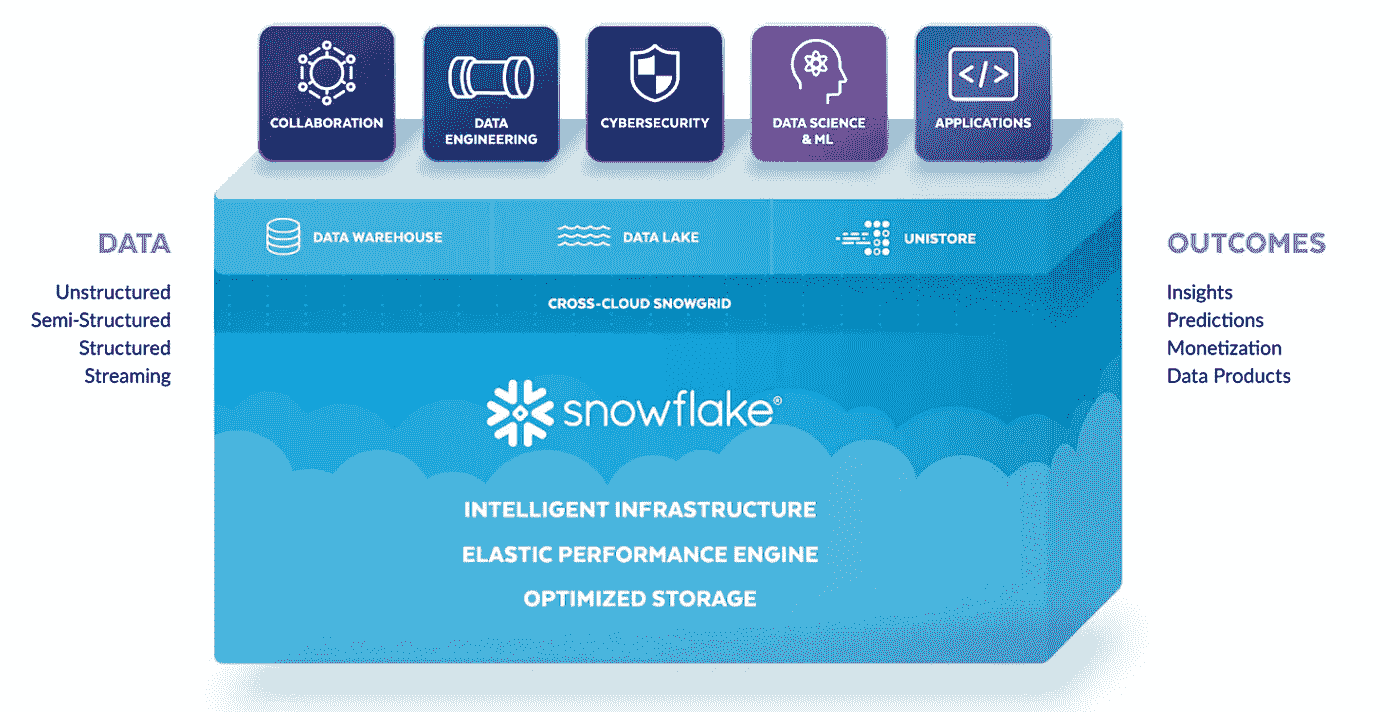 COLLABORATION
DATA
ENGINEERING
CYBERSECURITY
DATA SCIENCE
& ML
APPLICATIONS
DATA WAREHOUSE
DATA LAKE
UNISTORE
DATA
Unstructured
Semi-Structured
Structured
Streaming
CROSS-CLOUD SNOWGRID
snowflake®
INTELLIGENT INFRASTRUCTURE
ELASTIC PERFORMANCE ENGINE
OPTIMIZED STORAGE
OUTCOMES
Insights
Predictions
Monetization
Data Products